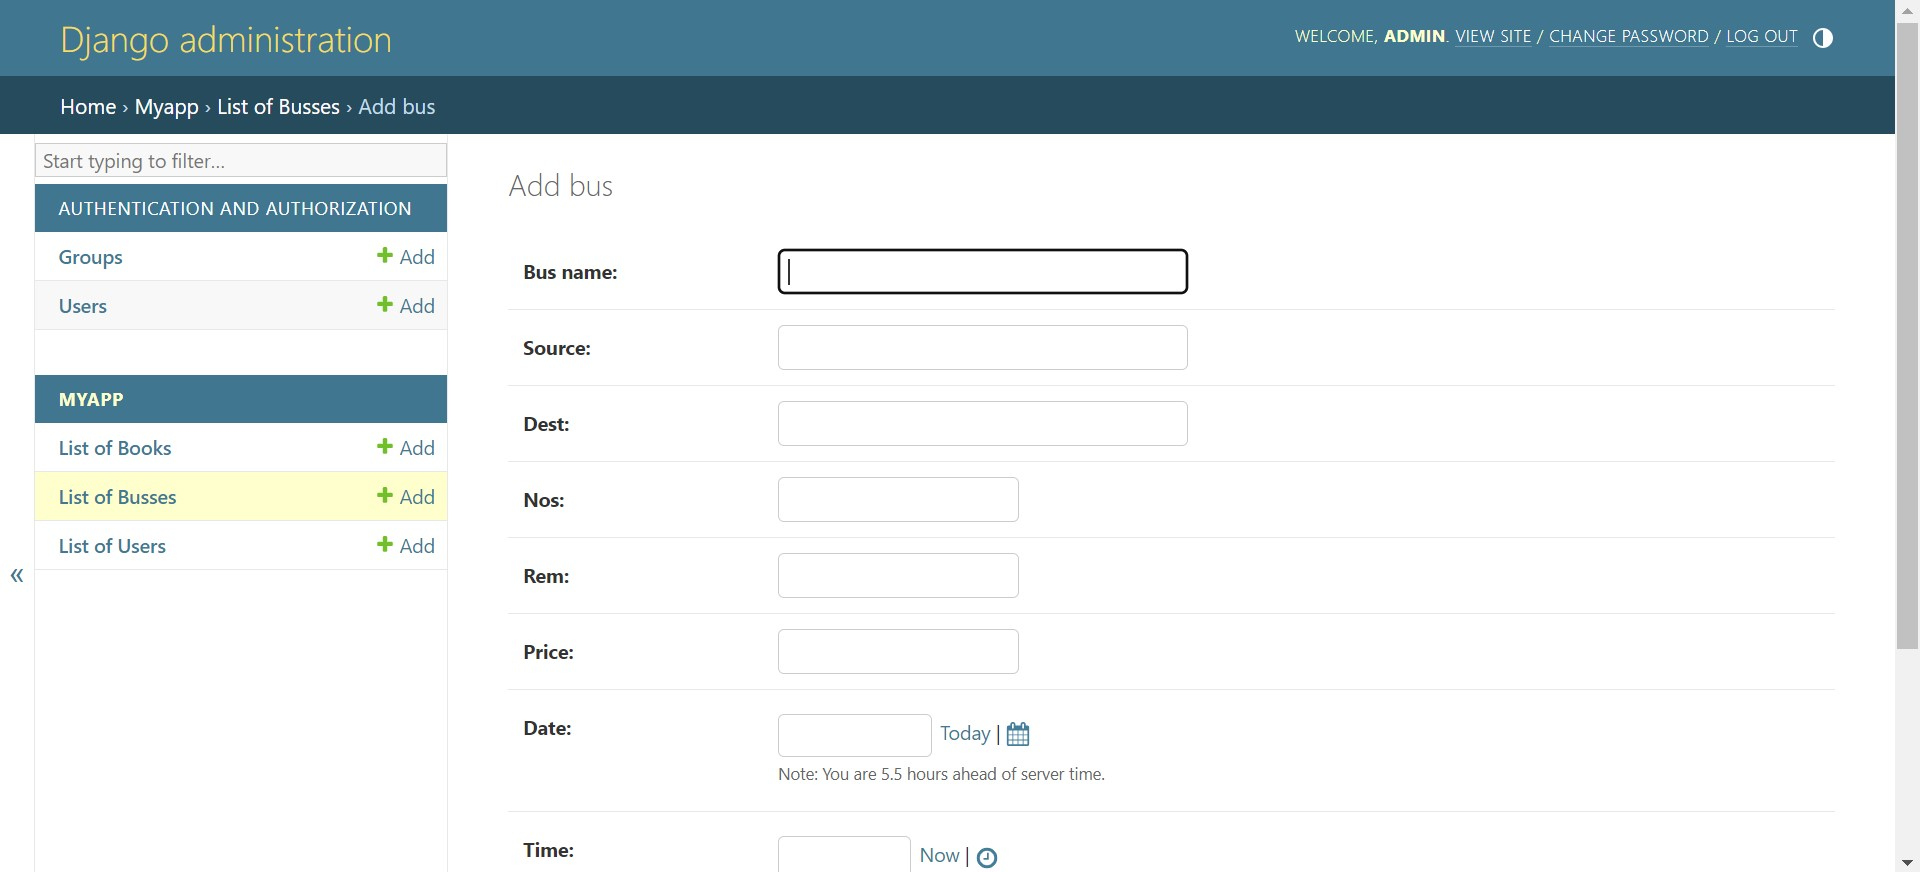 Django administration
WELCOME, ADMIN. VIEW SITE / CHANGE PASSWORD / LOG OUT
Home › Myapp › List of Busses › Add bus
Start typing to filter...
AUTHENTICATION AND AUTHORIZATION
Groups + Add
Users + Add
MYAPP
List of Books + Add
List of Busses + Add
List of Users + Add
«
Add bus
Bus name:
Source:
Dest:
Nos:
Rem:
Price:
Date: Today |
Note: You are 5.5 hours ahead of server time.
Time: Now |